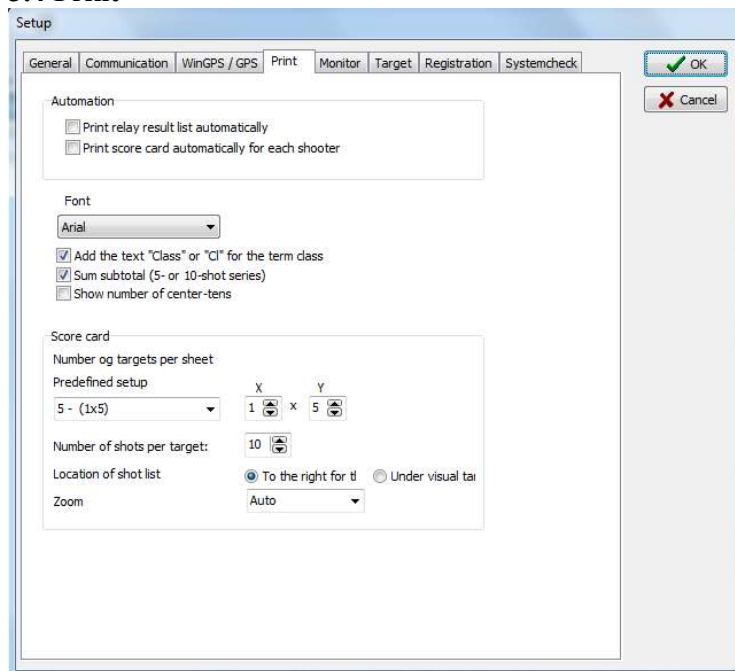 Setup
General Communication WinGPS / GPS Print Monitor Target Registration Systemcheck
OK
Cancel
Automation
Print relay result list automatically
Print score card automatically for each shooter
Font
Arial
Add the text "Class" or "Cl" for the term class
Sum subtotal (5- or 10-shot series)
Show number of center-tens
Score card
Number og targets per sheet
Predefined setup X Y
5 - (1x5) 1 x 5
Number of shots per target: 10
Location of shot list To the right for tl Under visual tar
Zoom Auto